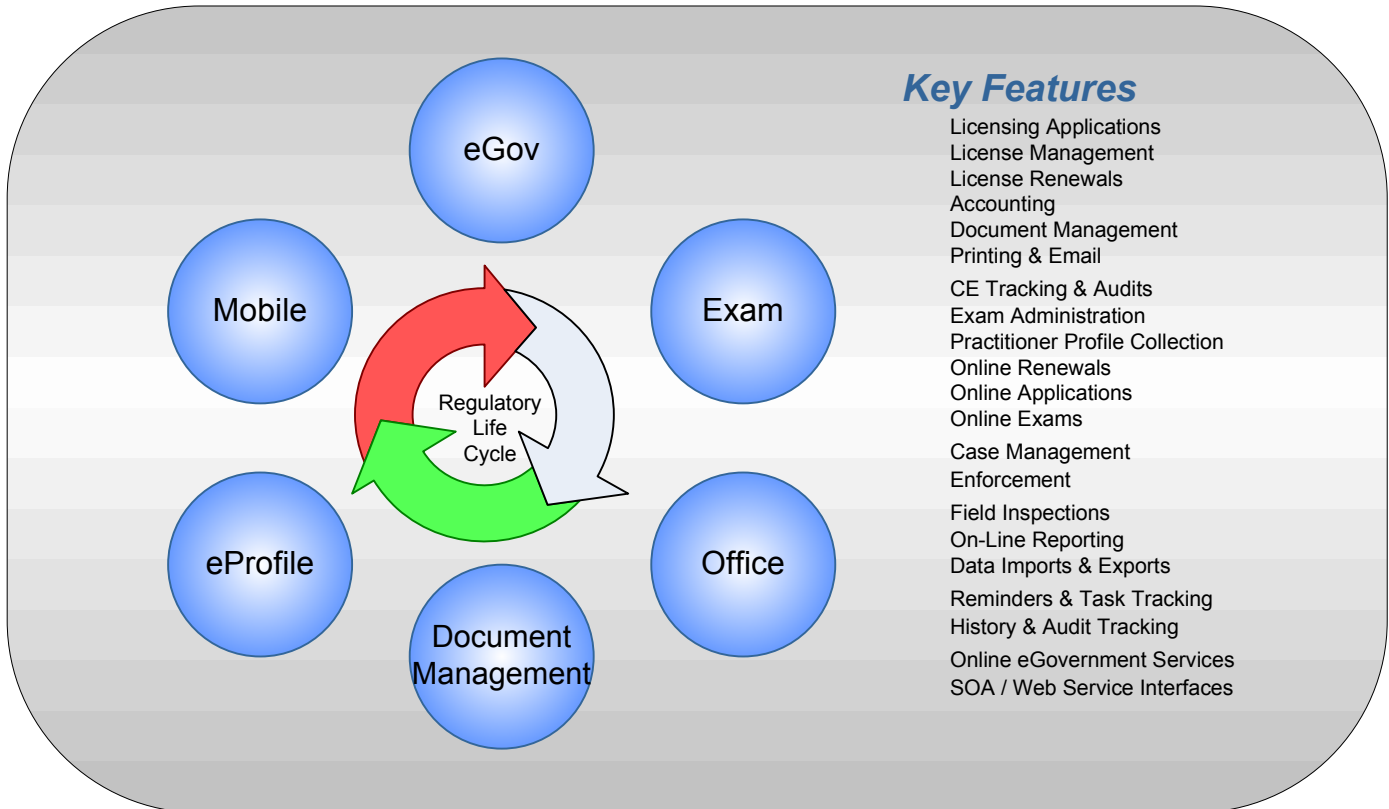 eGov
Mobile
Exam
Regulatory
Life
Cycle
eProfile
Office
Document
Management
Key Features
Licensing Applications
License Management
License Renewals
Accounting
Document Management
Printing & Email
CE Tracking & Audits
Exam Administration
Practitioner Profile Collection
Online Renewals
Online Applications
Online Exams
Case Management
Enforcement
Field Inspections
On-Line Reporting
Data Imports & Exports
Reminders & Task Tracking
History & Audit Tracking
Online eGovernment Services
SOA / Web Service Interfaces